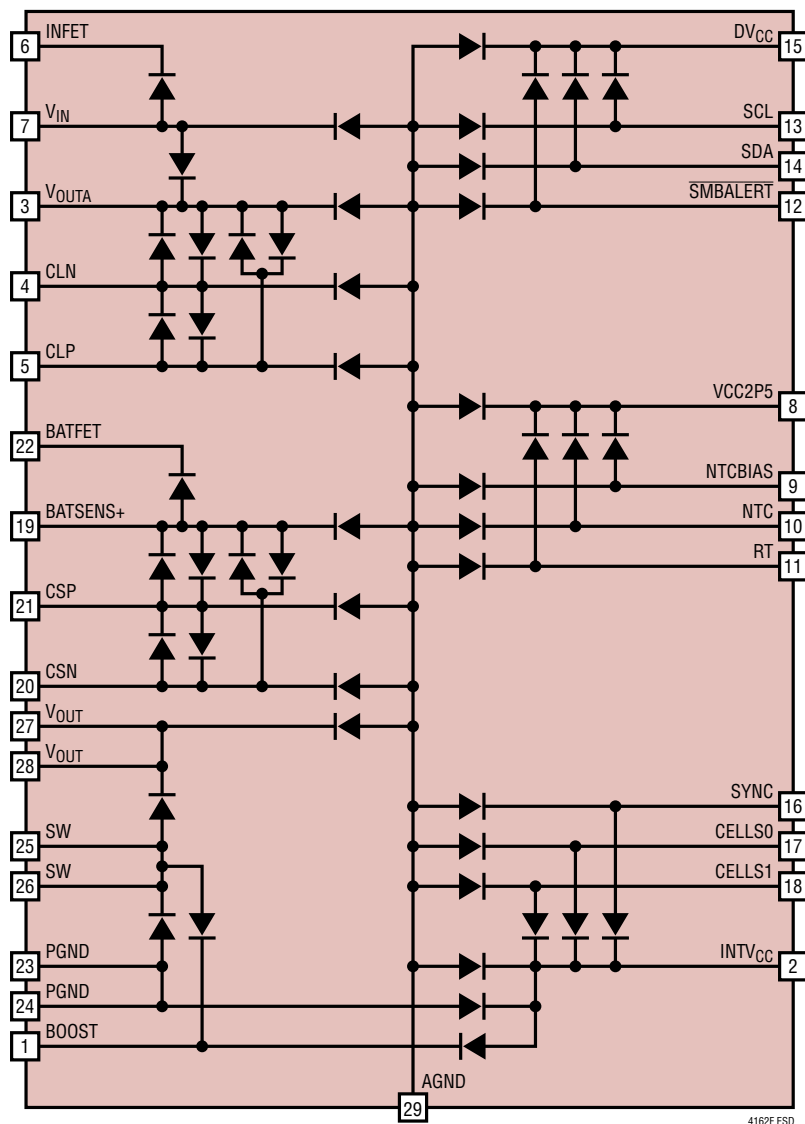 6 INFET
DVCC 15
7 VIN
SCL 13
SDA 14
3 VOUTA
SMBALERT 12
4 CLN
5 CLP
VCC2P5 8
22 BATFET
NTCBIAS 9
19 BATSENS+
NTC 10
RT 11
21 CSP
20 CSN
27 VOUT
28 VOUT
SYNC 16
25 SW
CELLS0 17
26 SW
CELLS1 18
23 PGND
INTVCC 2
24 PGND
1 BOOST
AGND
29
4162F ESD